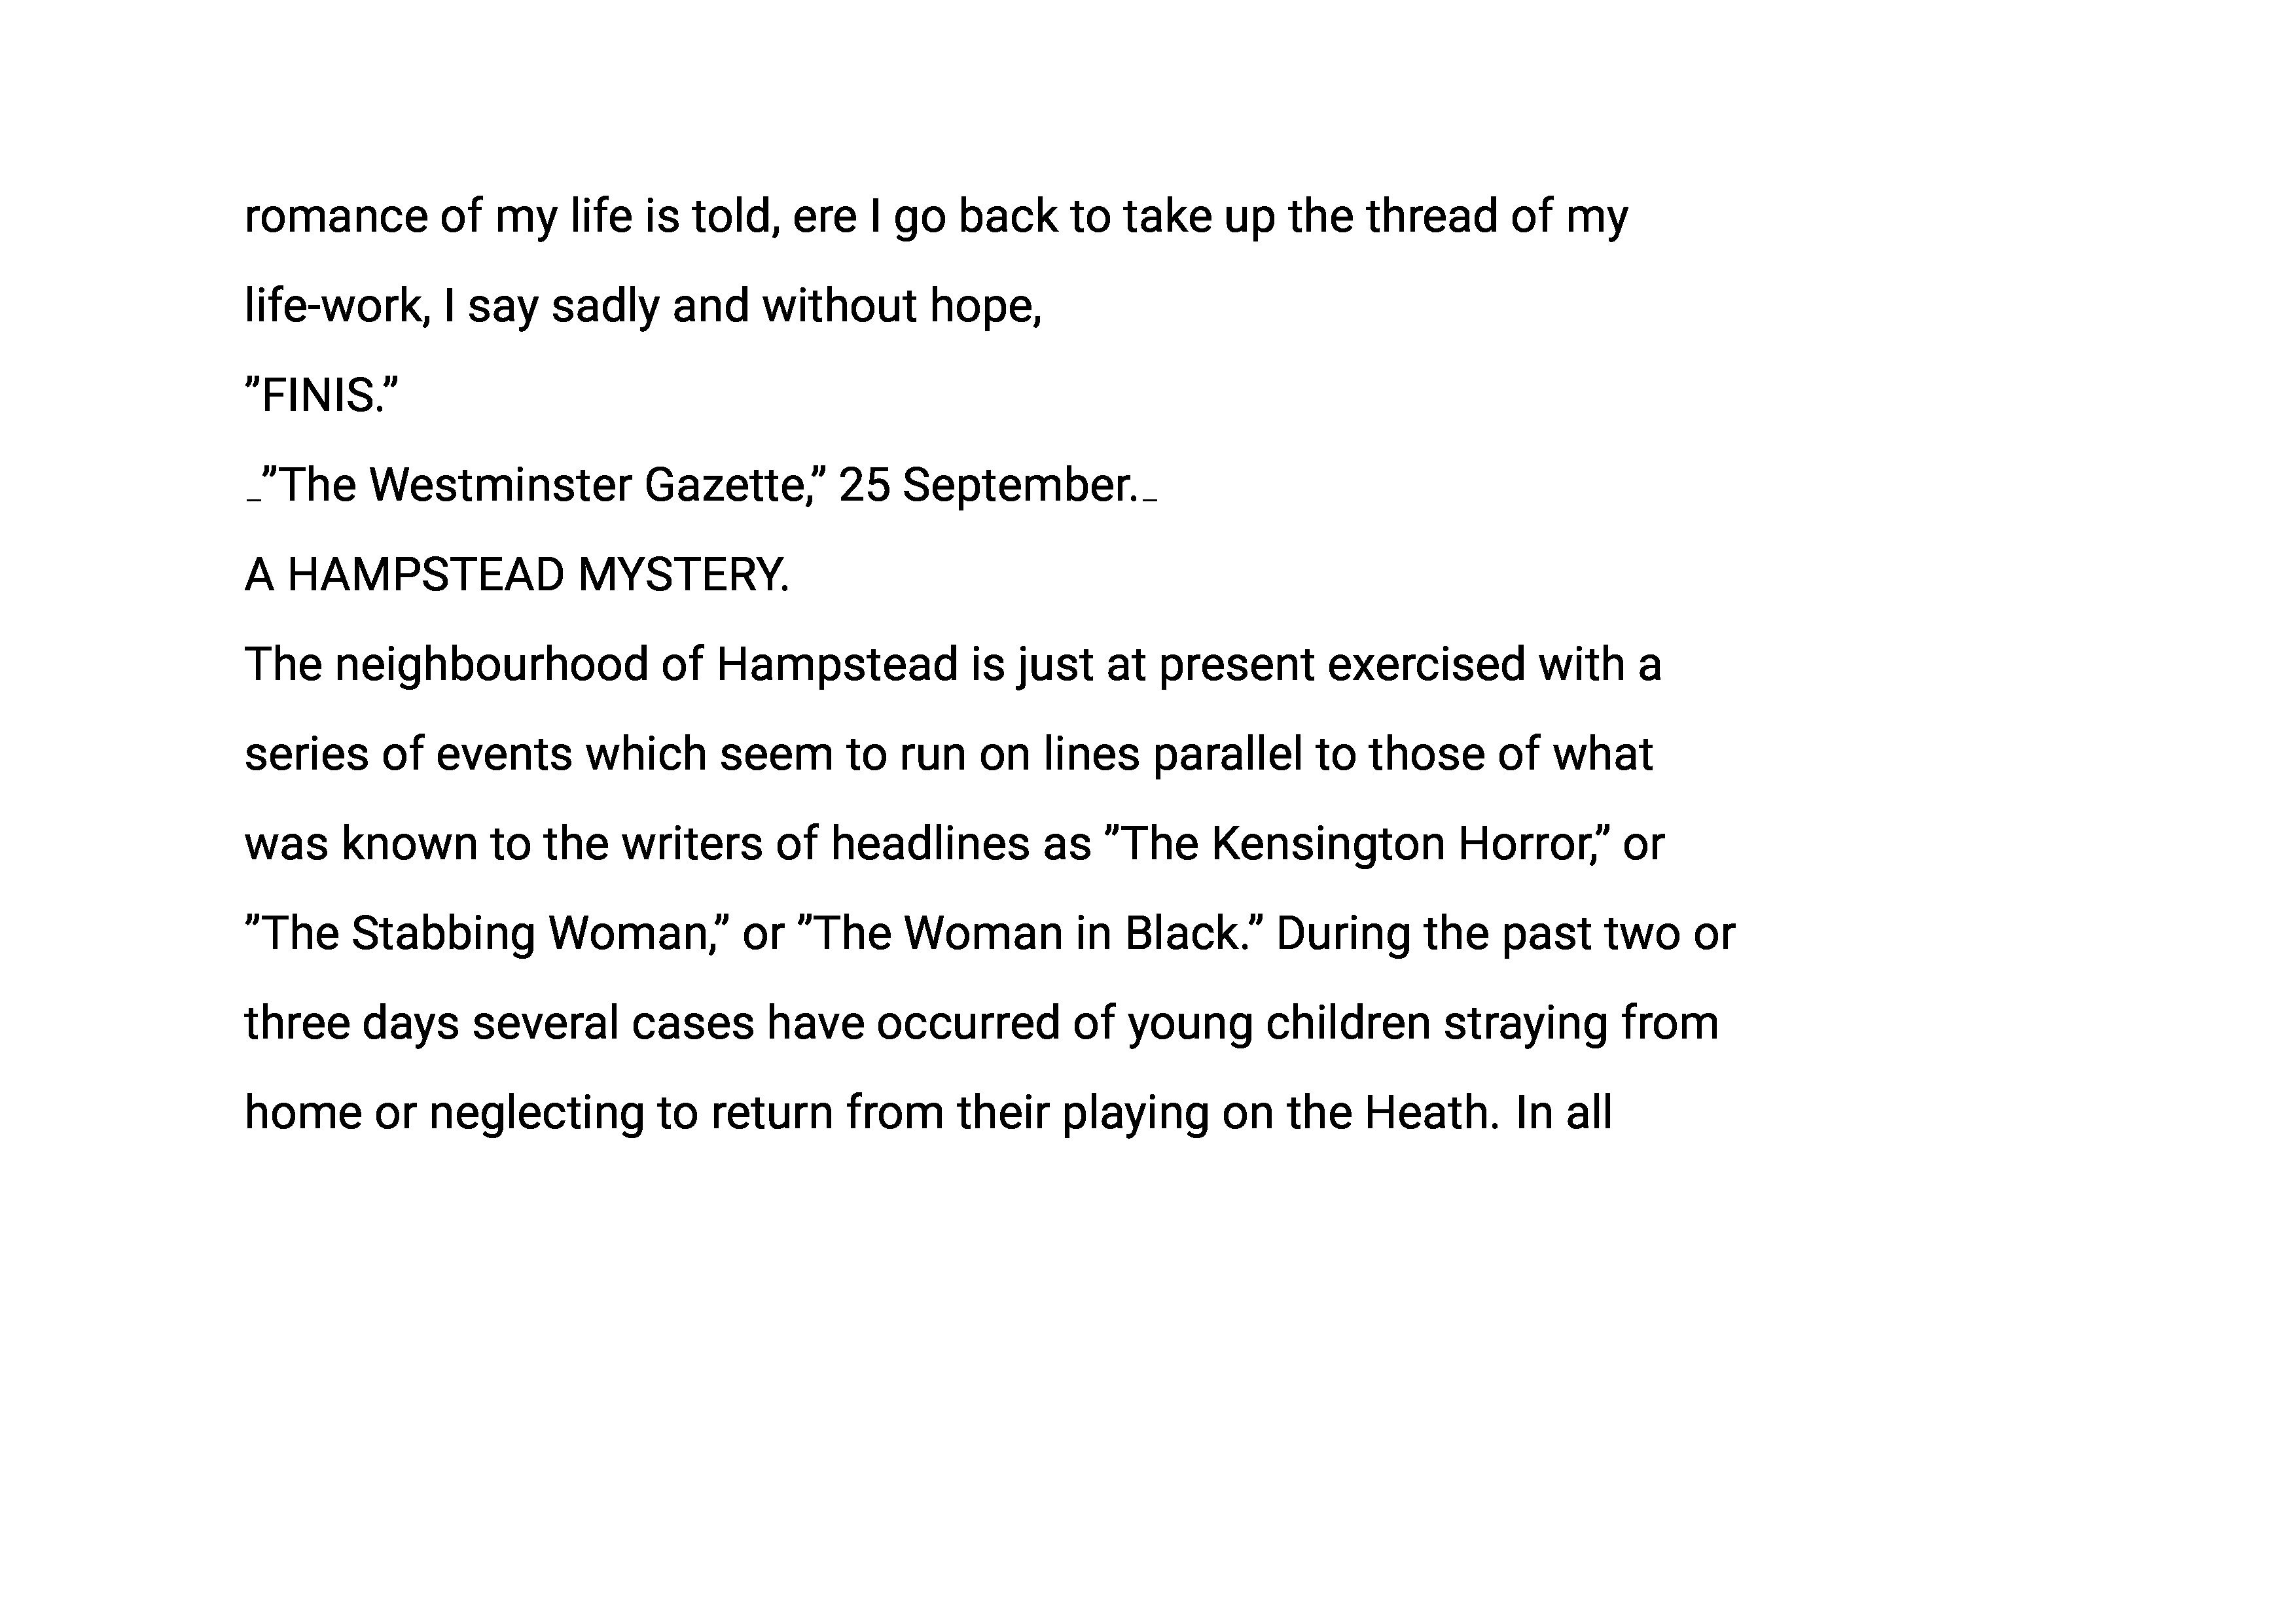 romance of my life is told, ere I go back to take up the thread of my
life-work, I say sadly and without hope,
”FINIS.”
_”The Westminster Gazette,” 25 September._
A HAMPSTEAD MYSTERY.
The neighbourhood of Hampstead is just at present exercised with a
series of events which seem to run on lines parallel to those of what
was known to the writers of headlines as ”The Kensington Horror,” or
”The Stabbing Woman,” or ”The Woman in Black.” During the past two or
three days several cases have occurred of young children straying from
home or neglecting to return from their playing on the Heath. In all